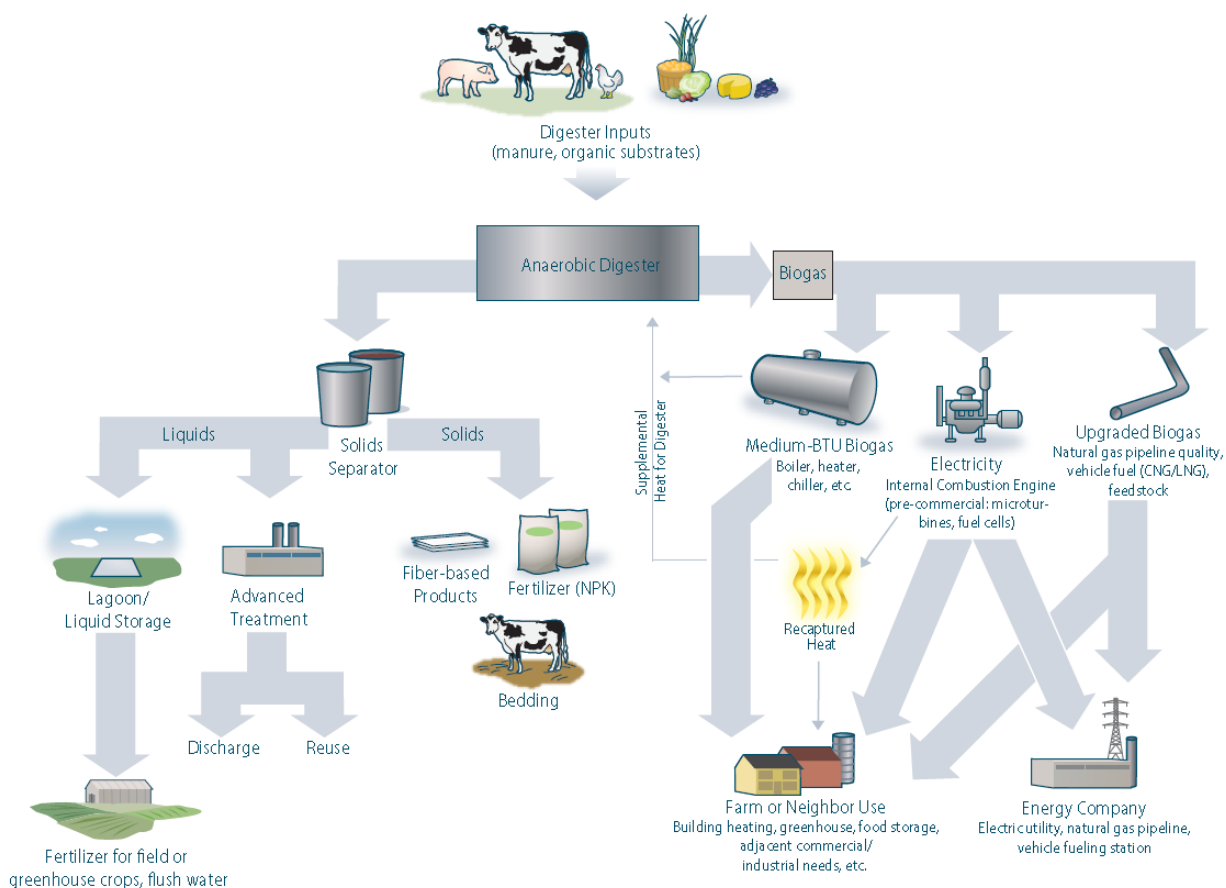 Digester Inputs
(manure, organic substrates)
Anaerobic Digester
Biogas
Liquids
Solids
Separator
Solids
Supplemental
Heat for Digester
Medium-BTU Biogas
Boiler, heater,
chiller, etc.
Electricity
Internal Combustion Engine
(pre-commercial: microtur-
bines, fuel cells)
Upgraded Biogas
Natural gas pipeline quality,
vehicle fuel (CNG/LNG),
feedstock
Lagoon/
Liquid Storage
Advanced
Treatment
Fiber-based
Products
Fertilizer (NPK)
Recaptured
Heat
Bedding
Discharge
Reuse
Fertilizer for field or
greenhouse crops, flush water
Farm or Neighbor Use
Building heating, greenhouse, food storage,
adjacent commercial/
industrial needs, etc.
Energy Company
Electric utility, natural gas pipeline,
vehicle fueling station